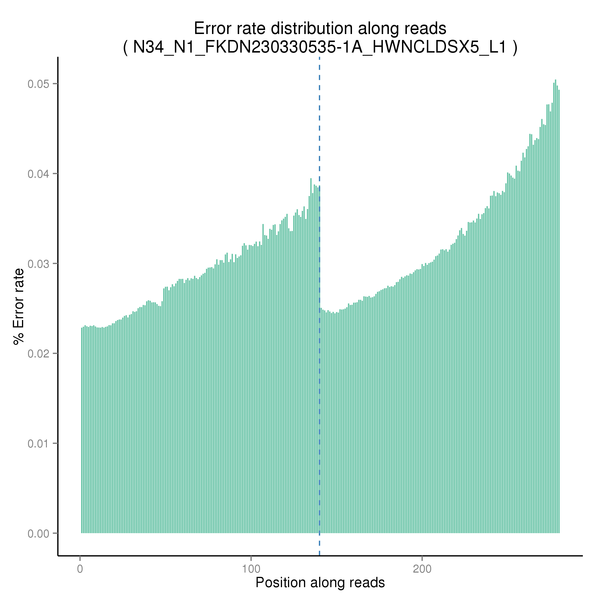 Error rate distribution along reads
( N34_N1_FKDN230330535-1A_HWNCLDSX5_L1 )
% Error rate
0.05
0.04
0.03
0.02
0.01
0.00
0
100
200
Position along reads